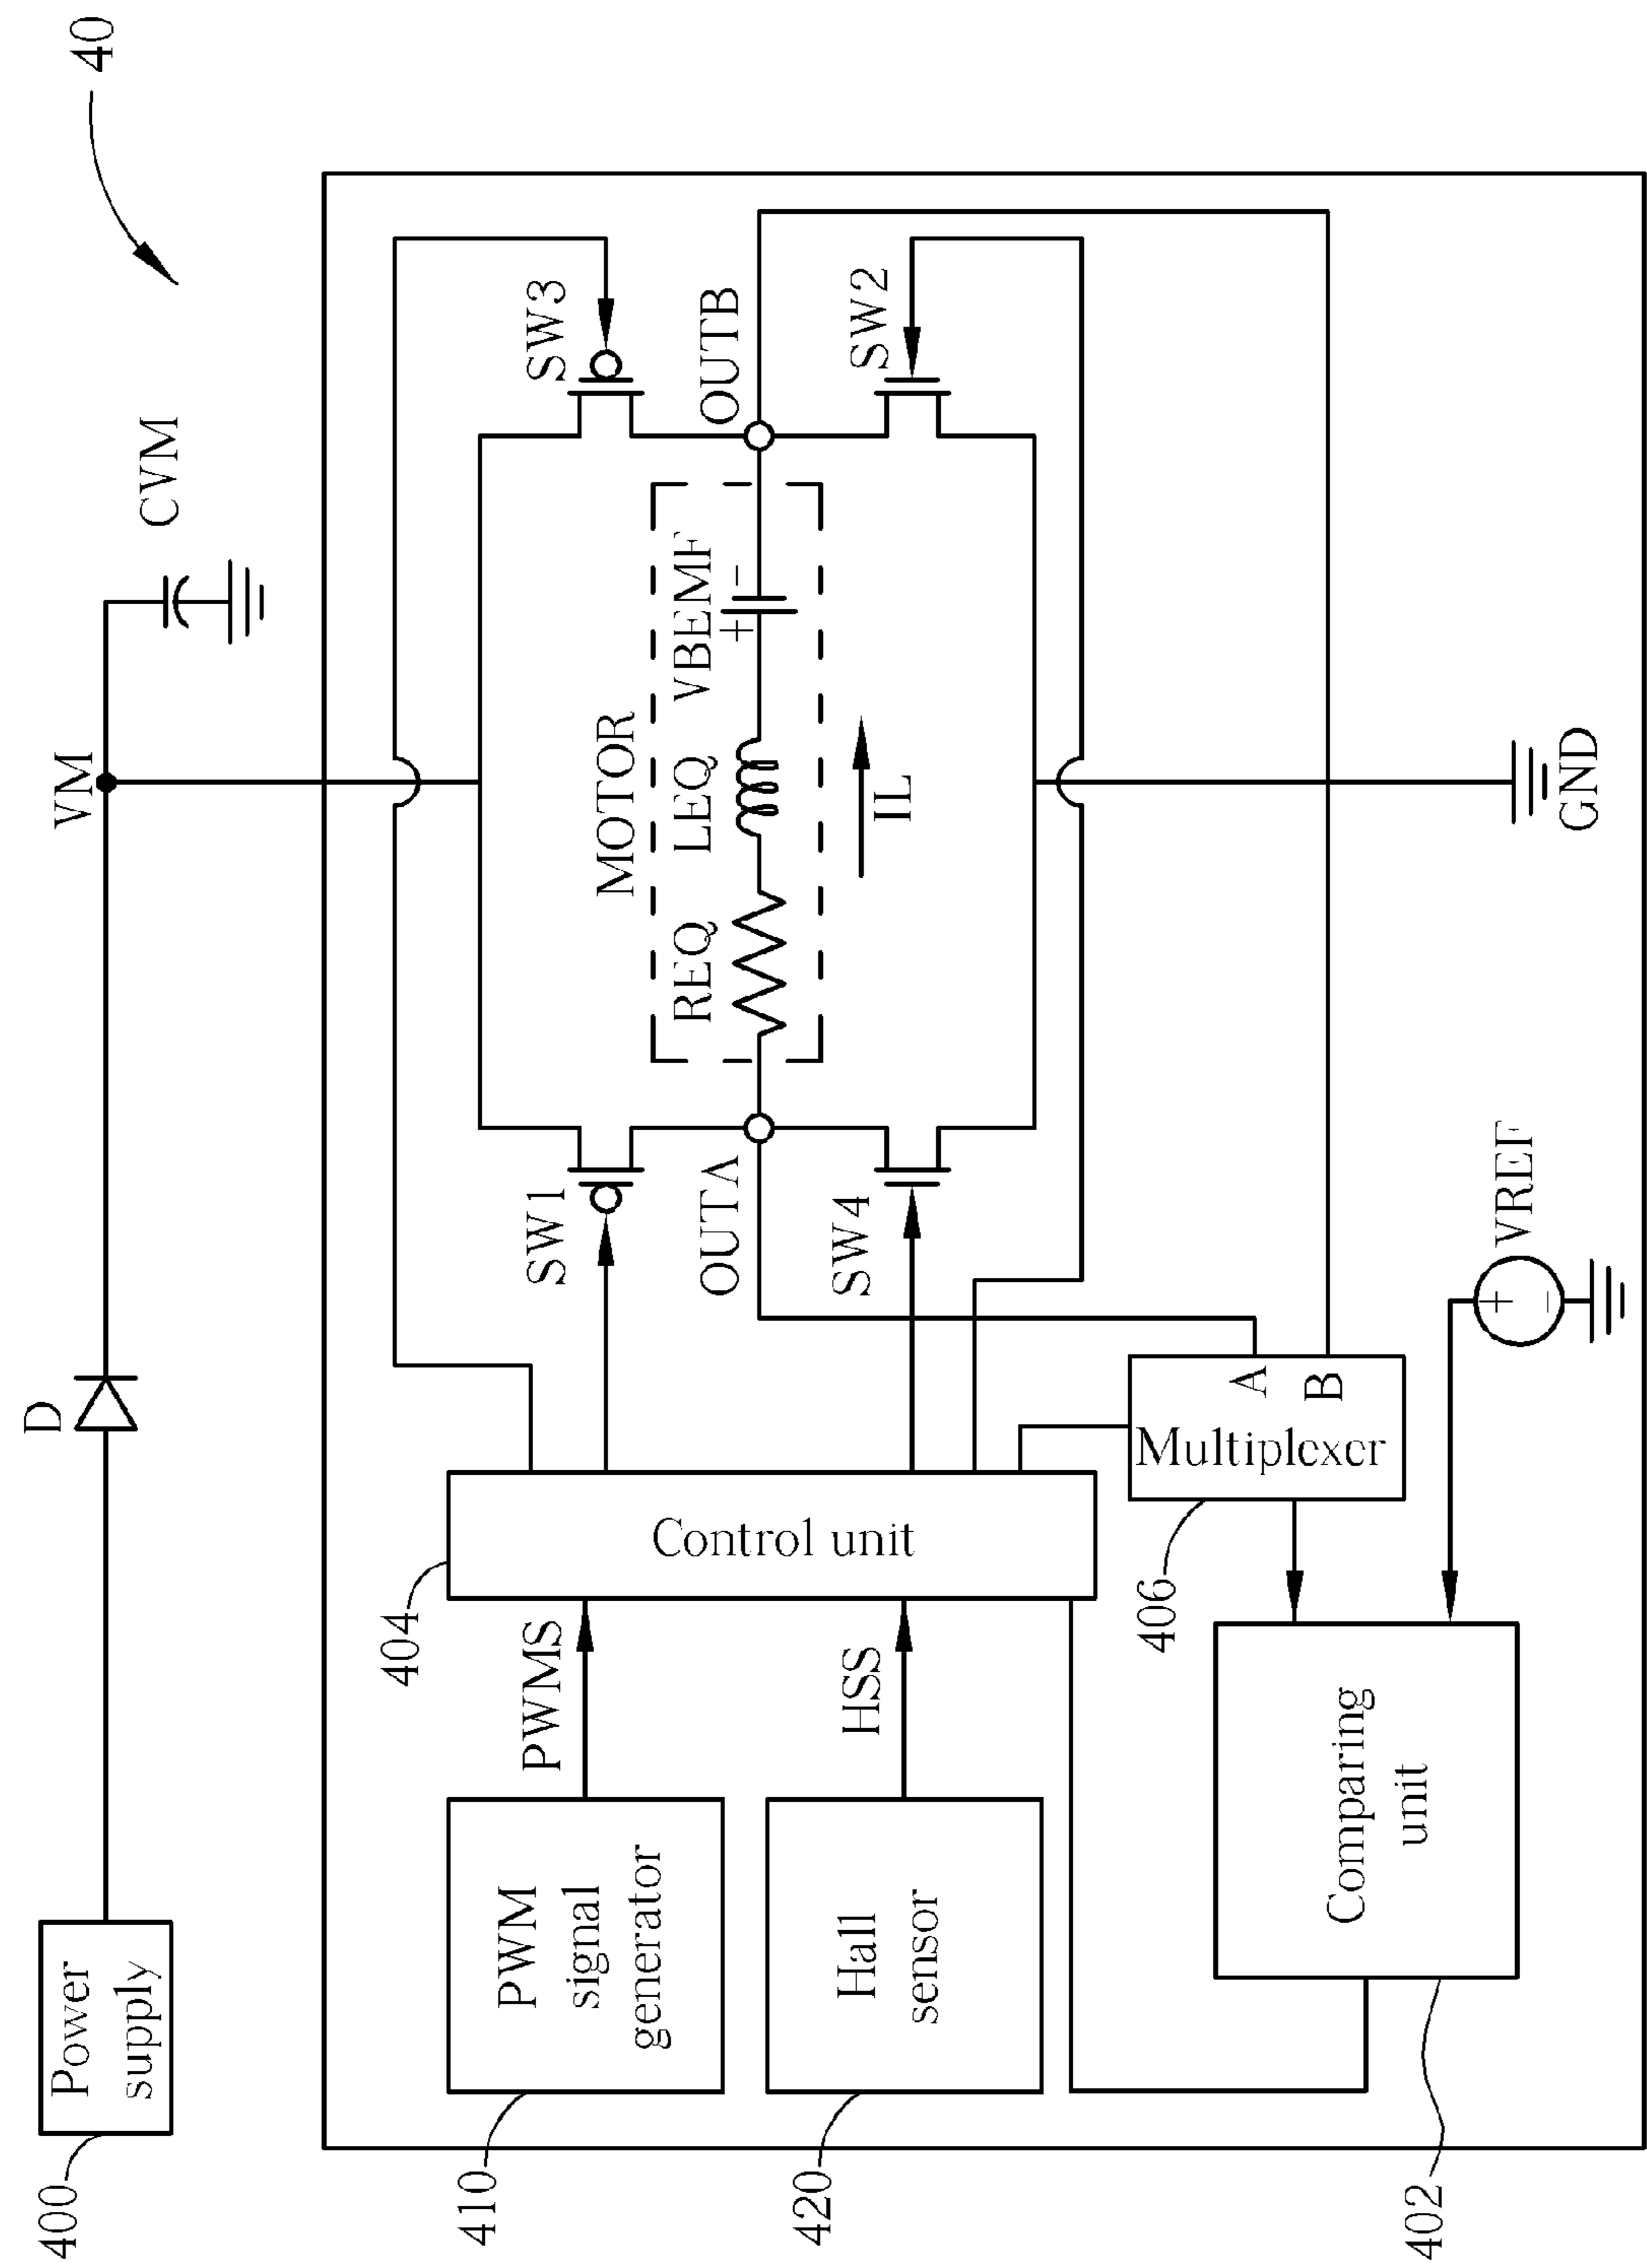 40
400
Power
supply
D
VM
CVM
404
410
PWM
signal
generator
PWMS
420
Hall
sensor
HSS
Control unit
SW1
SW3
OUTA
OUTB
MOTOR
REQ
LEQ
VBEMF
+
-
IL
SW4
SW2
406
Multiplexer
A
B
402
Comparing
unit
VREF
+
-
GND